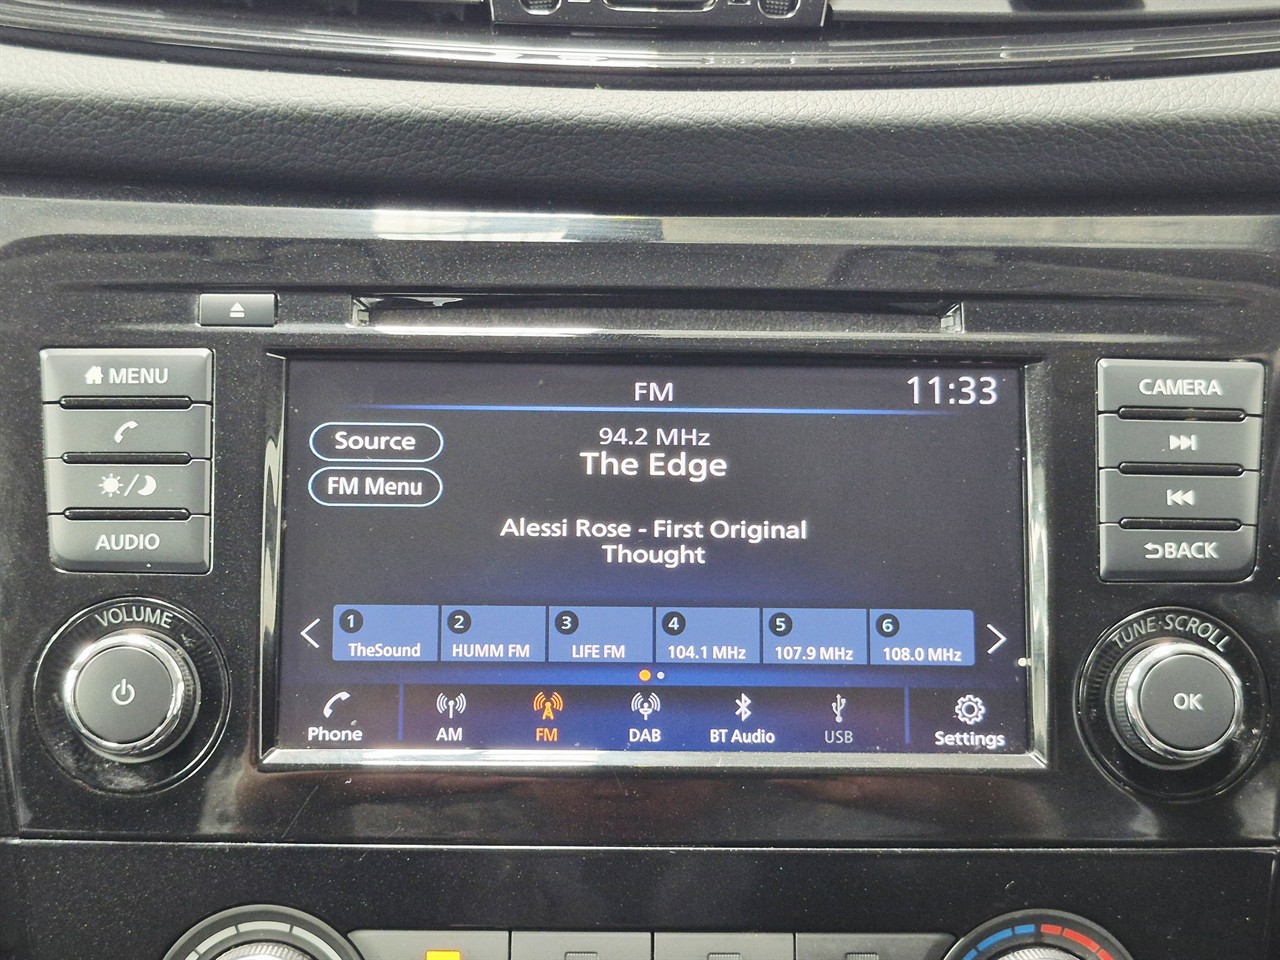 MENU
AUDIO
VOLUME
FM
11:33
Source
94.2 MHz
The Edge
FM Menu
Alessi Rose - First Original
Thought
1
TheSound
2
HUMM FM
3
LIFE FM
4
104.1 MHz
5
107.9 MHz
6
108.0 MHz
Phone
AM
FM
DAB
BT Audio
USB
Settings
CAMERA
BACK
TUNE·SCROLL
OK